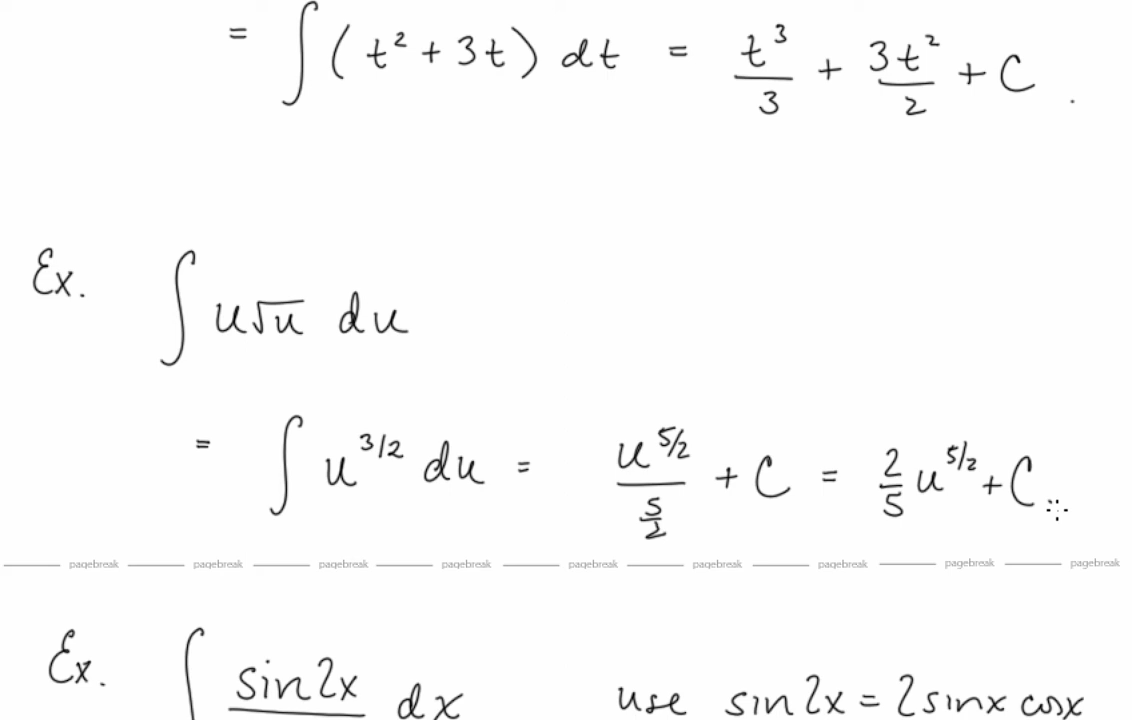 = ∫ (t² + 3t) dt = t³/3 + 3t²/2 + C .
Ex. ∫ u√u du
= ∫ u^3/2 du = u^5/2 / 5/2 + C = 2/5 u^5/2 + C
pagebreak pagebreak pagebreak pagebreak pagebreak pagebreak pagebreak pagebreak pagebreak
Ex. ∫ sin2x dx use sin2x = 2sinx cosx